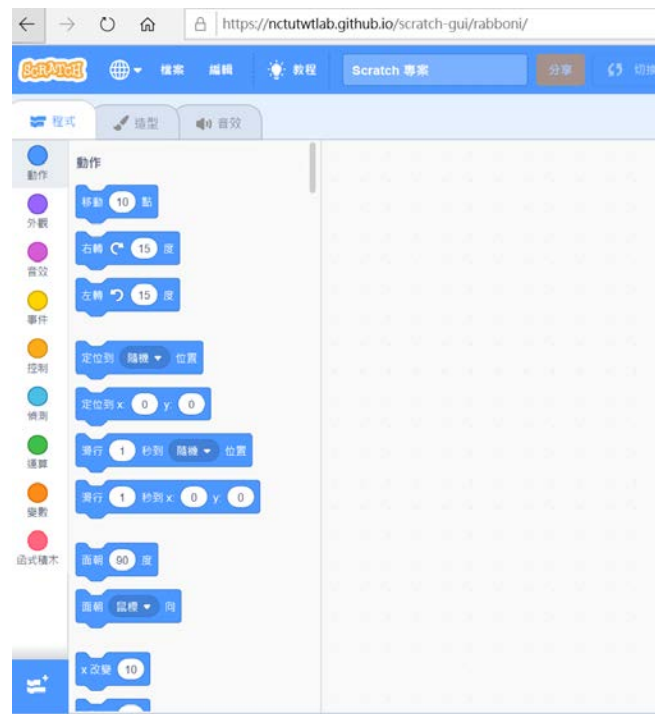 https://nctutwtlab.github.io/scratch-gui/rabboni/
SCRATCH 檔案 編輯 教程 Scratch 專案 分享 切換
程式 造型 音效
動作
外觀
音效
事件
控制
偵測
運算
變數
函式積木
動作
移動 10 點
右轉 15 度
左轉 15 度
定位到 隨機 位置
定位到 x: 0 y: 0
滑行 1 秒到 隨機 位置
滑行 1 秒到 x: 0 y: 0
面朝 90 度
面朝 鼠標 向
x 改變 10